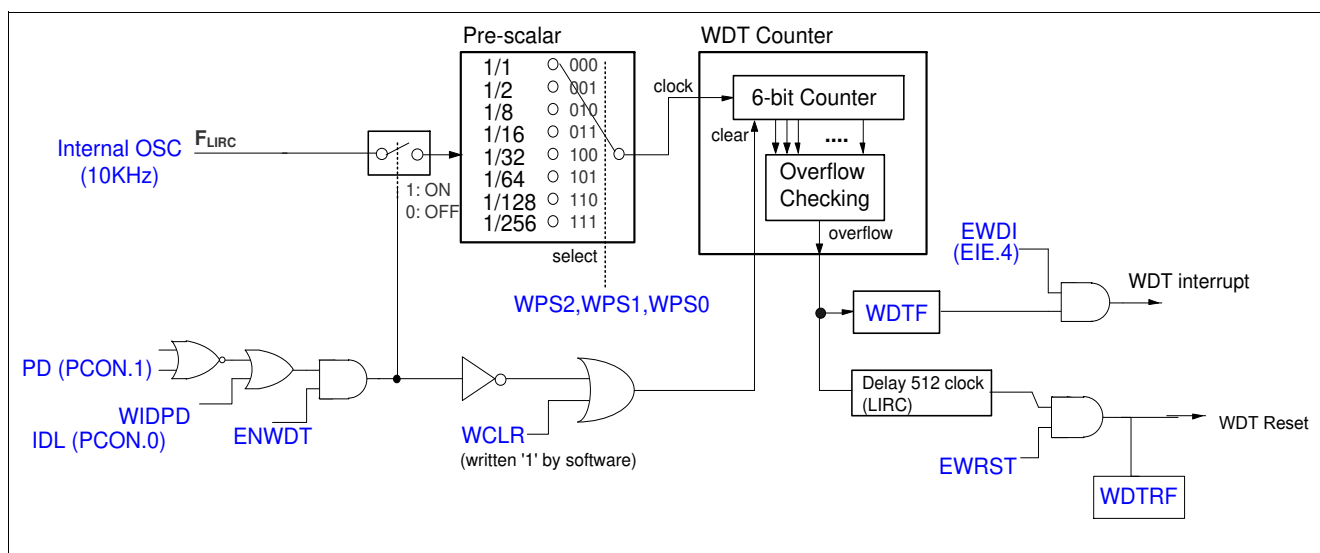 Pre-scalar
WDT Counter
1/1 000
1/2 001
1/8 010
1/16 011
1/32 100
1/64 101
1/128 110
1/256 111
select
WPS2,WPS1,WPS0
Internal OSC
(10KHz)
FLIRC
1: ON
0: OFF
clock
6-bit Counter
clear
....
Overflow
Checking
overflow
EWDI
(EIE.4)
WDT interrupt
WDTF
Delay 512 clock
(LIRC)
WDT Reset
EWRST
WDTRF
PD (PCON.1)
WIDPD
IDL (PCON.0)
ENWDT
WCLR
(written '1' by software)